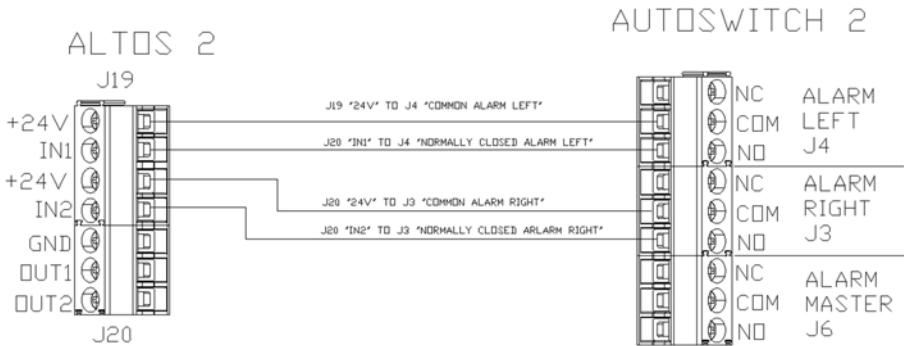 AUTOSWITCH 2
ALTOS 2
J19
+24V
IN1
+24V
IN2
GND
OUT1
OUT2
J20
J19 "24V" TO J4 "COMMON ALARM LEFT"
J20 "IN1" TO J4 "NORMALLY CLOSED ALARM LEFT"
J20 "24V" TO J3 "COMMON ALARM RIGHT"
J20 "IN2" TO J3 "NORMALLY CLOSED ARLARM RIGHT"
NC
COM
NO
ALARM
LEFT
J4
NC
COM
NO
ALARM
RIGHT
J3
NC
COM
NO
ALARM
MASTER
J6